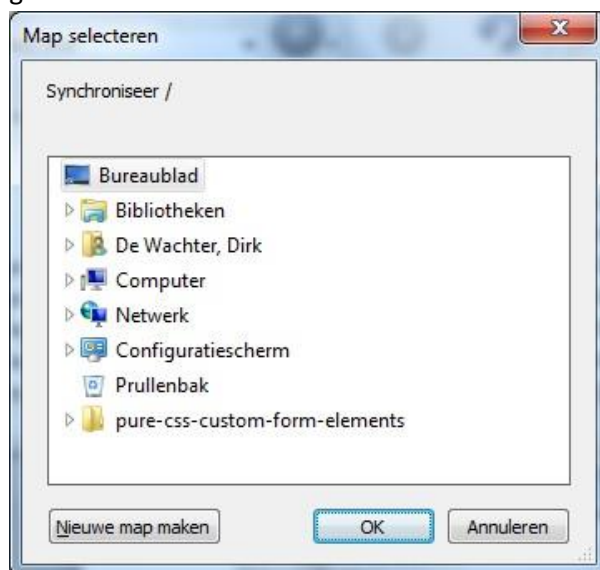 Map selecteren
Synchroniseer /
Bureaublad
Bibliotheken
De Wachter, Dirk
Computer
Netwerk
Configuratiescherm
Prullenbak
pure-css-custom-form-elements
Nieuwe map maken OK Annuleren